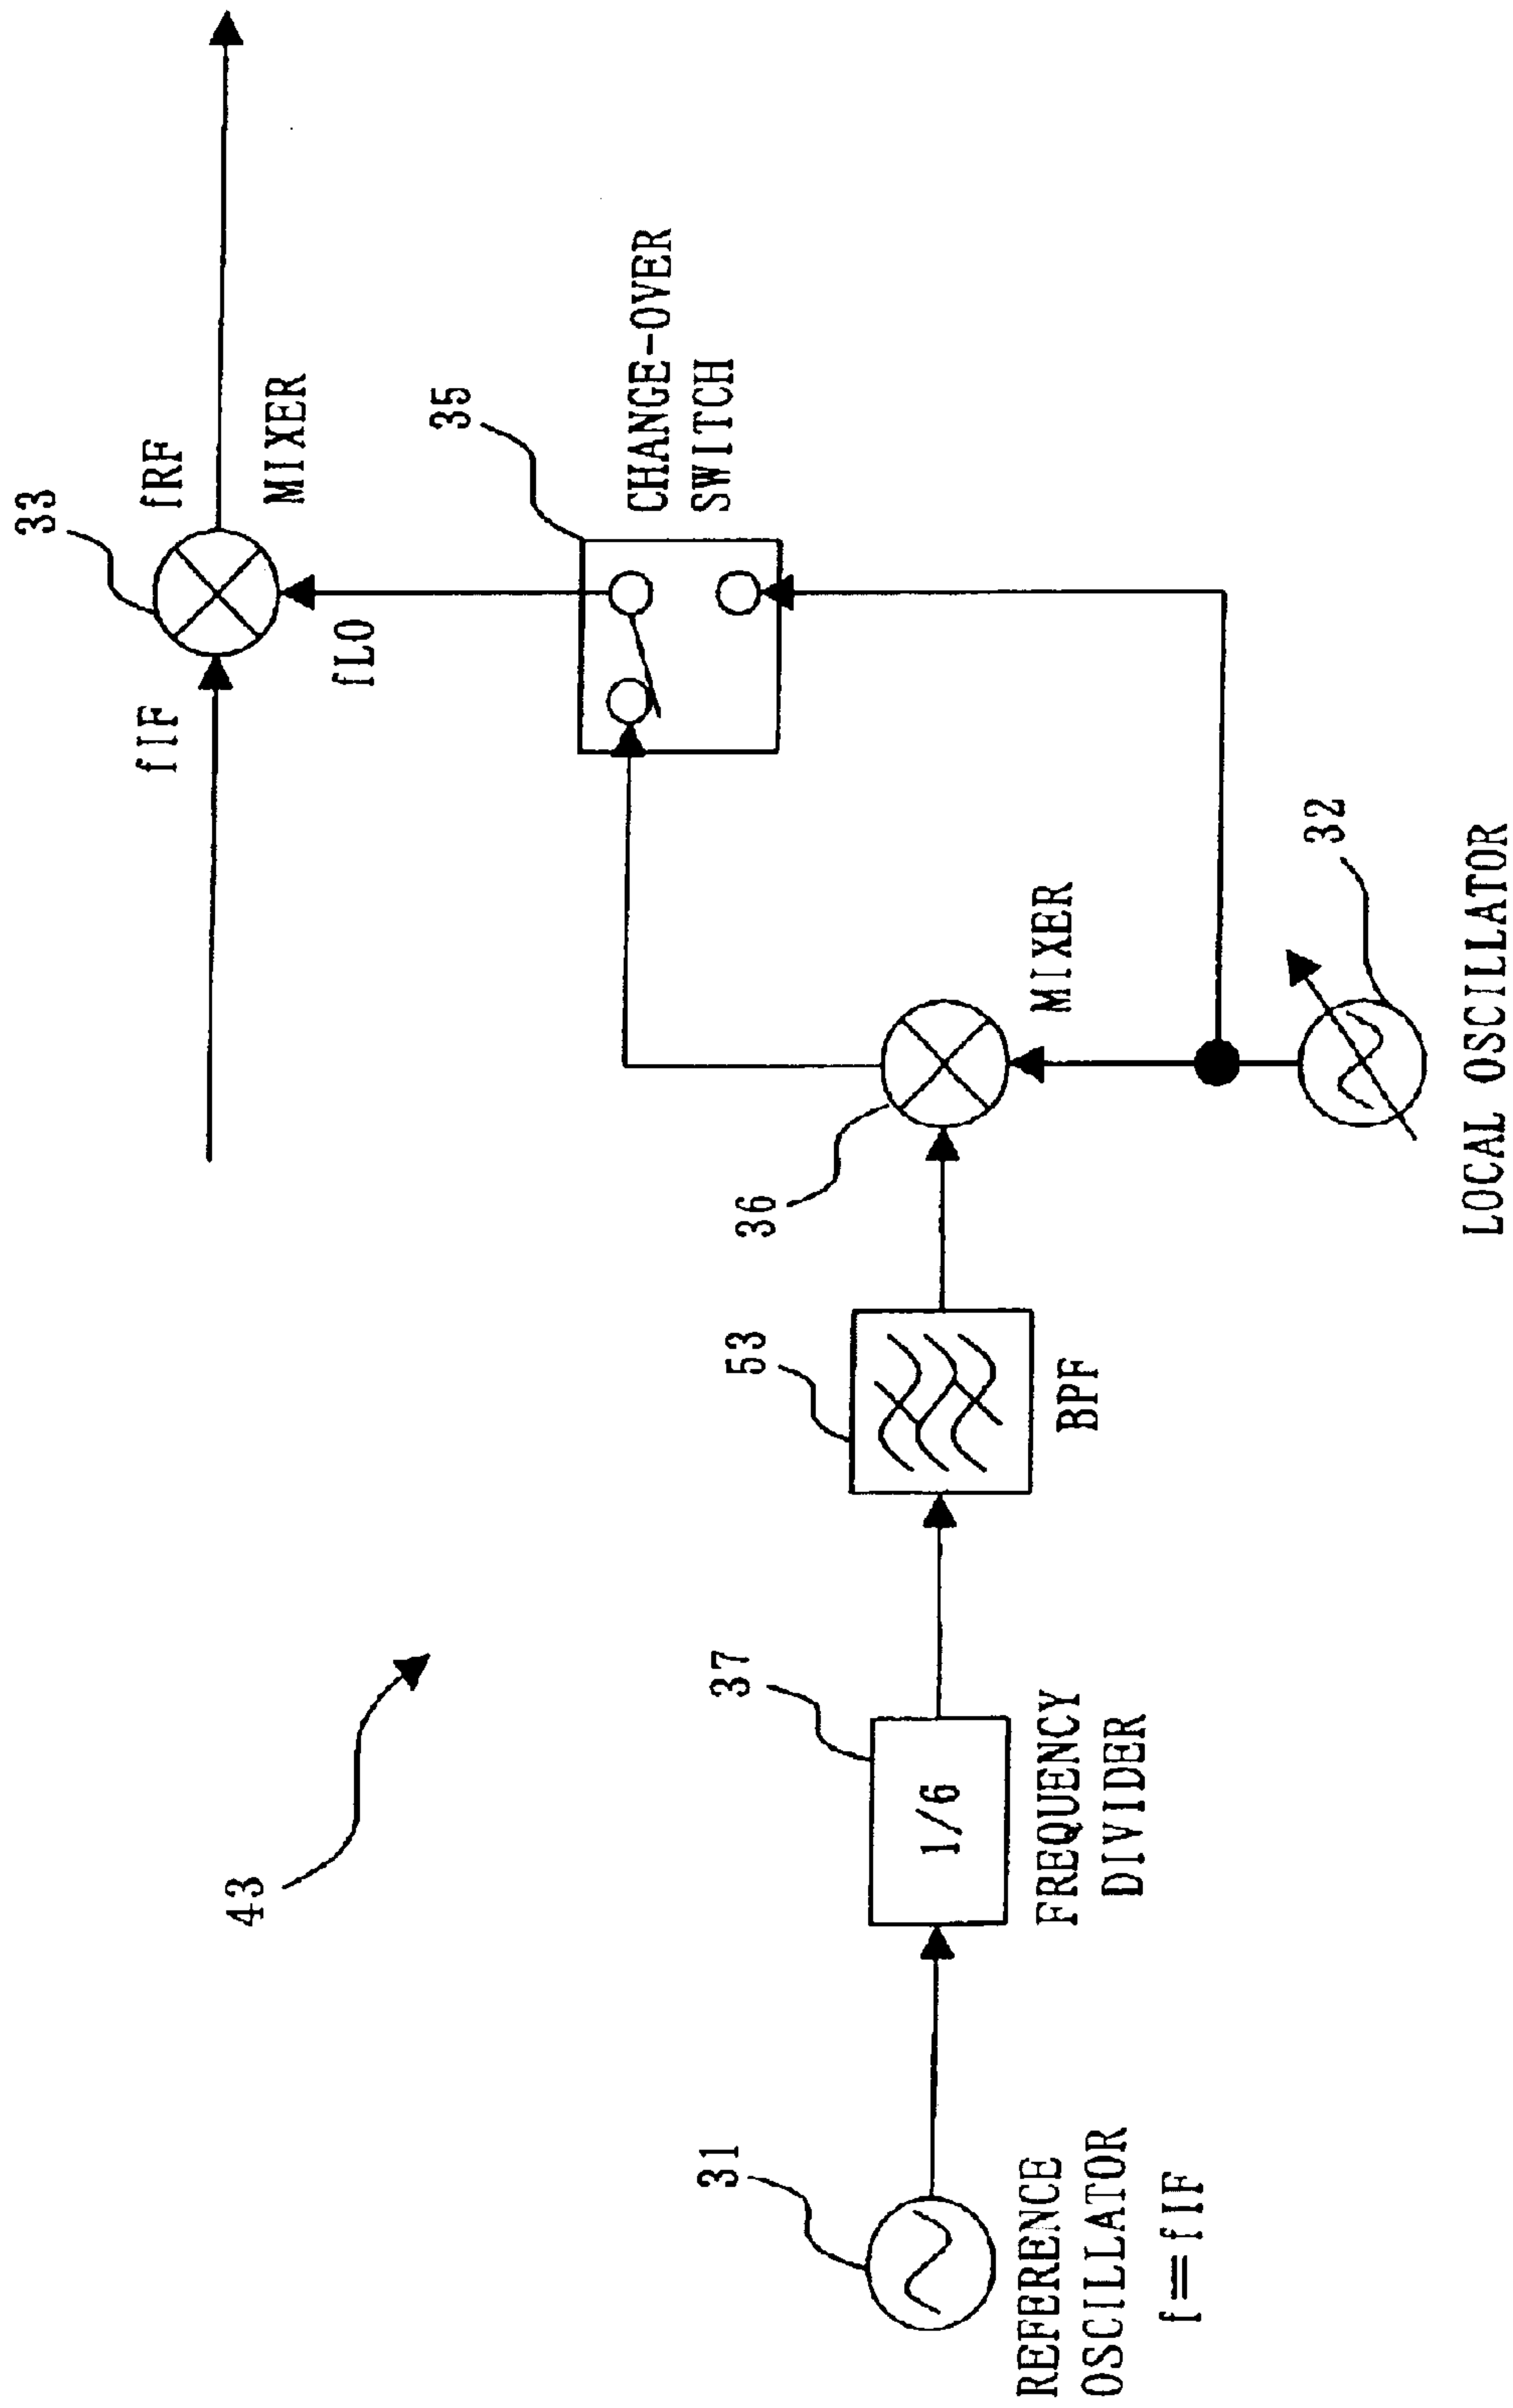 33
fRF
MIXER
fIF
fLO
35
CHANGE-OVER
SWITCH
43
36
MIXER
32
LOCAL OSCILLATOR
53
BPF
37
1/6
FREQUENCY
DIVIDER
31
REFERENCE
OSCILLATOR
f=fIF